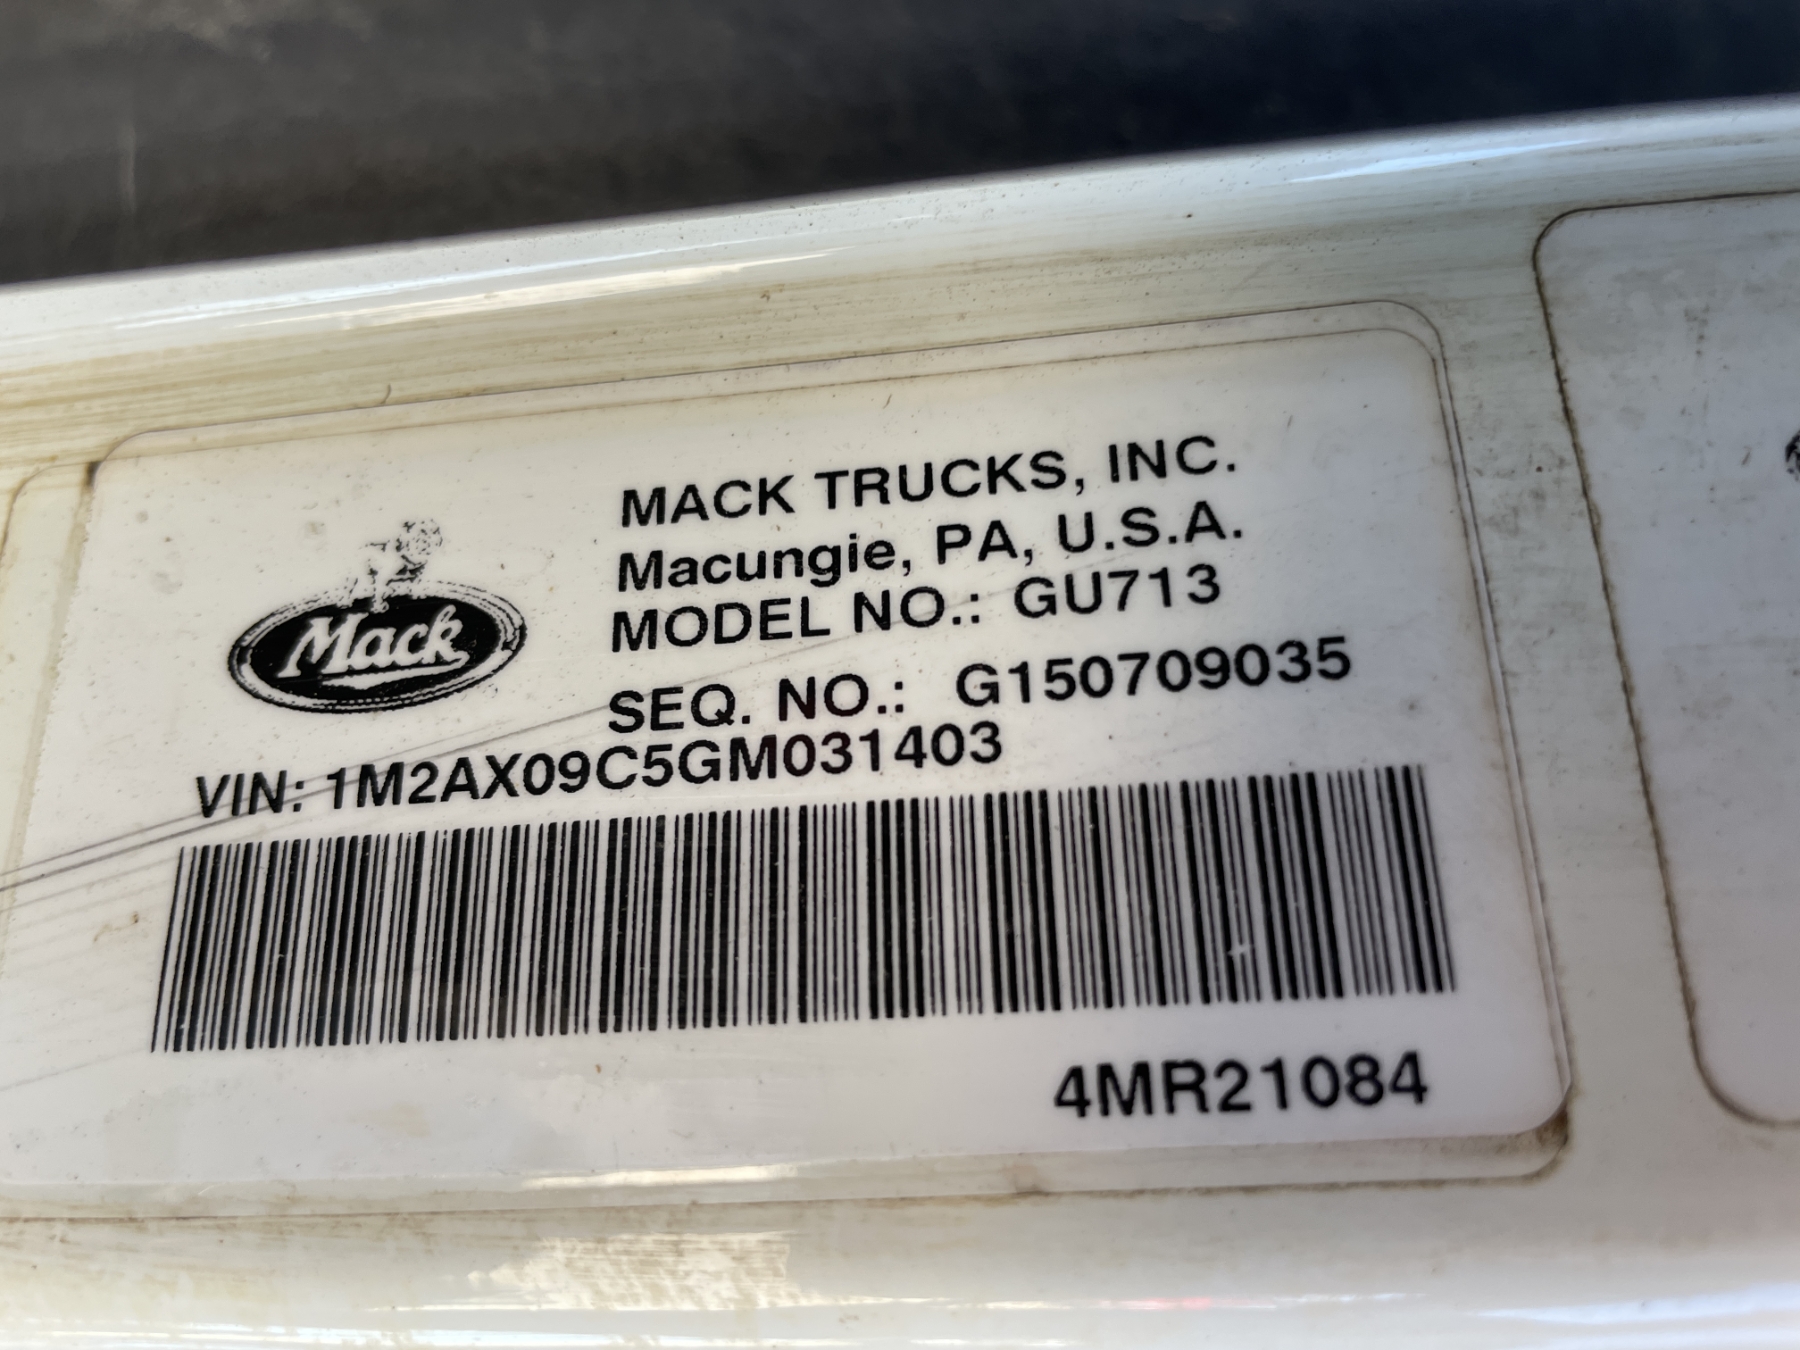 MACK TRUCKS, INC.
Macungie, PA, U.S.A.
MODEL NO.: GU713
SEQ. NO.: G150709035
Mack
VIN: 1M2AX09C5GM031403
4MR21084